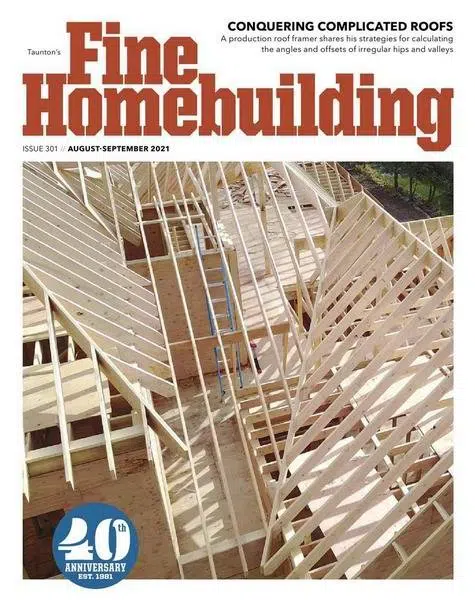 CONQUERING COMPLICATED ROOFS
A production roof framer shares his strategies for calculating
the angles and offsets of irregular hips and valleys
Taunton's
Fine
Homebuilding
ISSUE 301 // AUGUST-SEPTEMBER 2021
40th
ANNIVERSARY
EST. 1981